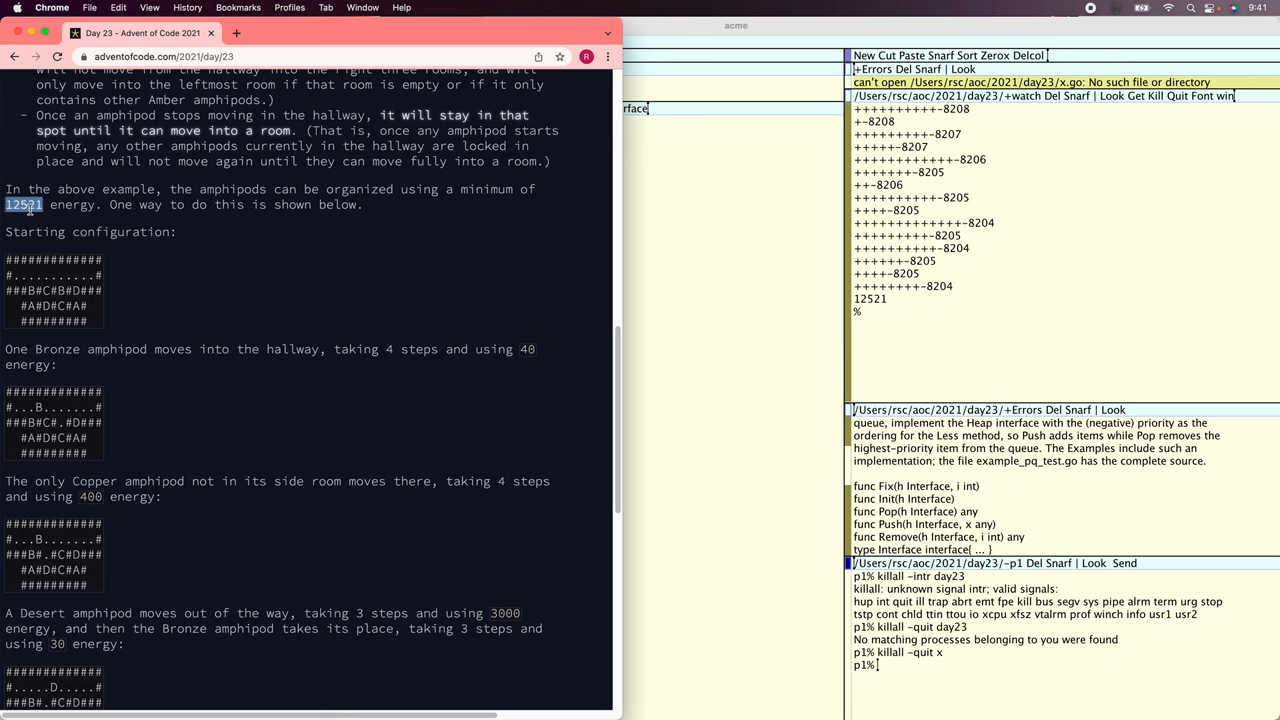 Chrome File Edit View History Bookmarks Profiles Tab Window Help 9:41
Day 23 - Advent of Code 2021
adventofcode.com/2021/day/23
R
will not move from the hallway into the right three rooms, and will
only move into the leftmost room if that room is empty or if it only
contains other Amber amphipods.)
- Once an amphipod stops moving in the hallway, it will stay in that
spot until it can move into a room. (That is, once any amphipod starts
moving, any other amphipods currently in the hallway are locked in
place and will not move again until they can move fully into a room.)
In the above example, the amphipods can be organized using a minimum of
12521 energy. One way to do this is shown below.
Starting configuration:
#############
#...........#
###B#C#B#D###
#A#D#C#A#
#########
One Bronze amphipod moves into the hallway, taking 4 steps and using 40
energy:
#############
#...B.......#
###B#C#.#D###
#A#D#C#A#
#########
The only Copper amphipod not in its side room moves there, taking 4 steps
and using 400 energy:
#############
#...B.......#
###B#.#C#D###
#A#D#C#A#
#########
A Desert amphipod moves out of the way, taking 3 steps and using 3000
energy, and then the Bronze amphipod takes its place, taking 3 steps and
using 30 energy:
#############
#.....D.....#
###B#.#C#D###
acme
rface
New Cut Paste Snarf Sort Zerox Delcol
+Errors Del Snarf | Look
can't open /Users/rsc/aoc/2021/day23/x.go: No such file or directory
/Users/rsc/aoc/2021/day23/+watch Del Snarf | Look Get Kill Quit Font win
++++++++++-8208
+-8208
+++++++++-8207
+++++-8207
++++++++++++-8206
+++++++-8205
++-8206
++++++++++-8205
++++-8205
+++++++++++++-8204
+++++++++-8205
++++++++++-8204
++++++-8205
++++-8205
++++++++-8204
12521
%
/Users/rsc/aoc/2021/day23/+Errors Del Snarf | Look
queue, implement the Heap interface with the (negative) priority as the
ordering for the Less method, so Push adds items while Pop removes the
highest-priority item from the queue. The Examples include such an
implementation; the file example_pq_test.go has the complete source.
func Fix(h Interface, i int)
func Init(h Interface)
func Pop(h Interface) any
func Push(h Interface, x any)
func Remove(h Interface, i int) any
type Interface interface{ ... }
/Users/rsc/aoc/2021/day23/-p1 Del Snarf | Look Send
p1% killall -intr day23
killall: unknown signal intr; valid signals:
hup int quit ill trap abrt emt fpe kill bus segv sys pipe alrm term urg stop
tstp cont chld ttin ttou io xcpu xfsz vtalrm prof winch info usr1 usr2
p1% killall -quit day23
No matching processes belonging to you were found
p1% killall -quit x
p1%